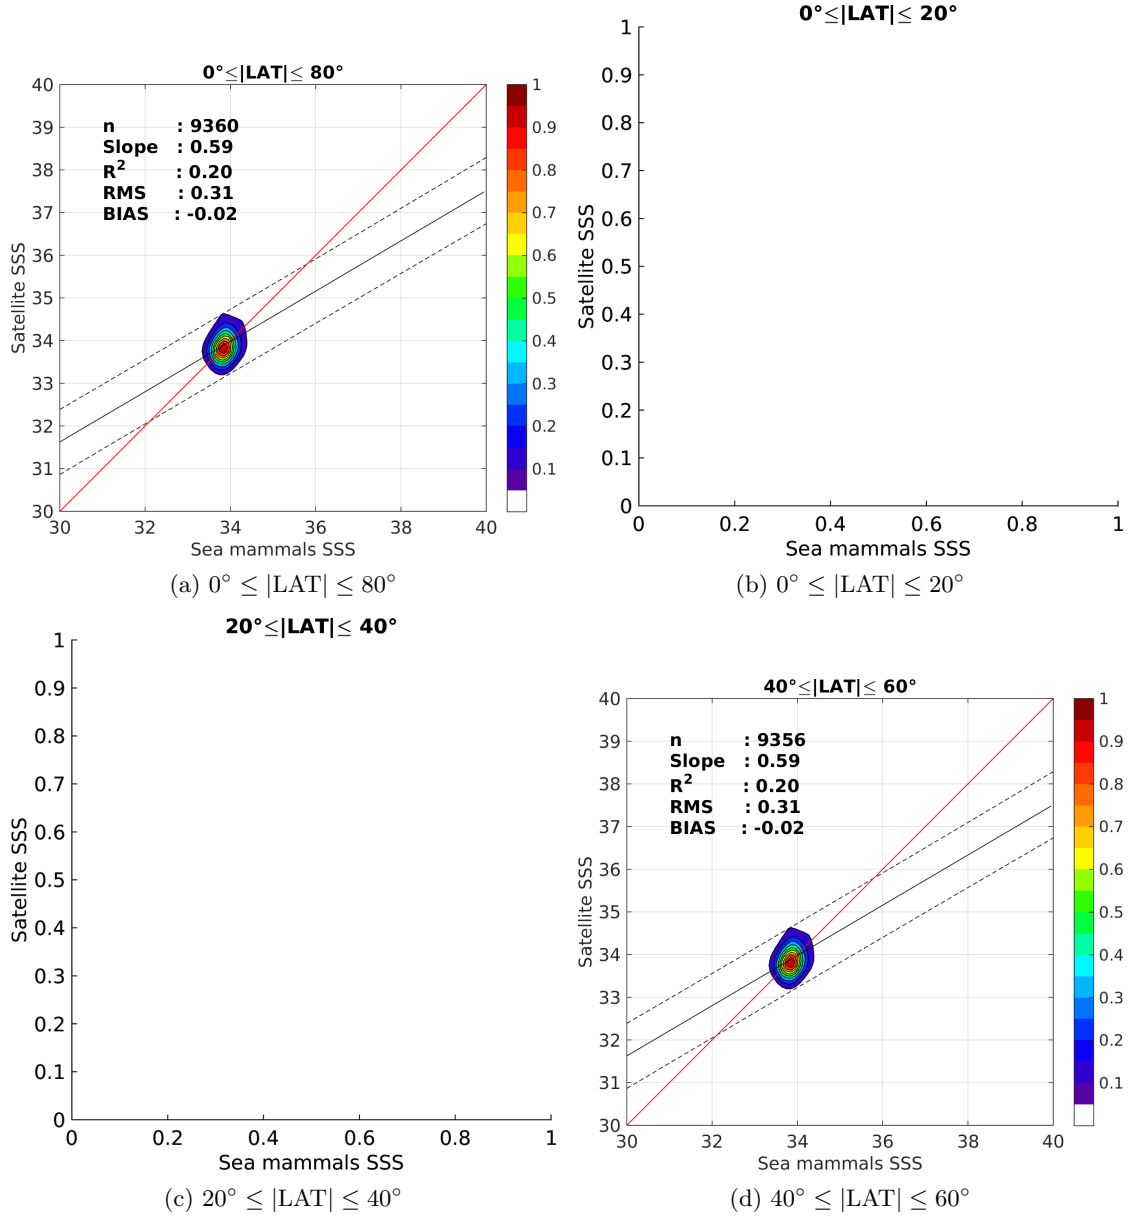 0°≤|LAT|≤ 80°
40
39
38
37
36
35
34
33
32
31
30
n : 9360
Slope : 0.59
R² : 0.20
RMS : 0.31
BIAS : -0.02
1
0.9
0.8
0.7
0.6
0.5
0.4
0.3
0.2
0.1
30 32 34 36 38 40
Satellite SSS
Sea mammals SSS
(a) 0° ≤ |LAT| ≤ 80°
0°≤|LAT|≤ 20°
1
0.9
0.8
0.7
0.6
0.5
0.4
0.3
0.2
0.1
0
0 0.2 0.4 0.6 0.8 1
Satellite SSS
Sea mammals SSS
(b) 0° ≤ |LAT| ≤ 20°
20°≤|LAT|≤ 40°
1
0.9
0.8
0.7
0.6
0.5
0.4
0.3
0.2
0.1
0
0 0.2 0.4 0.6 0.8 1
Satellite SSS
Sea mammals SSS
(c) 20° ≤ |LAT| ≤ 40°
40°≤|LAT|≤ 60°
40
39
38
37
36
35
34
33
32
31
30
n : 9356
Slope : 0.59
R² : 0.20
RMS : 0.31
BIAS : -0.02
1
0.9
0.8
0.7
0.6
0.5
0.4
0.3
0.2
0.1
30 32 34 36 38 40
Satellite SSS
Sea mammals SSS
(d) 40° ≤ |LAT| ≤ 60°